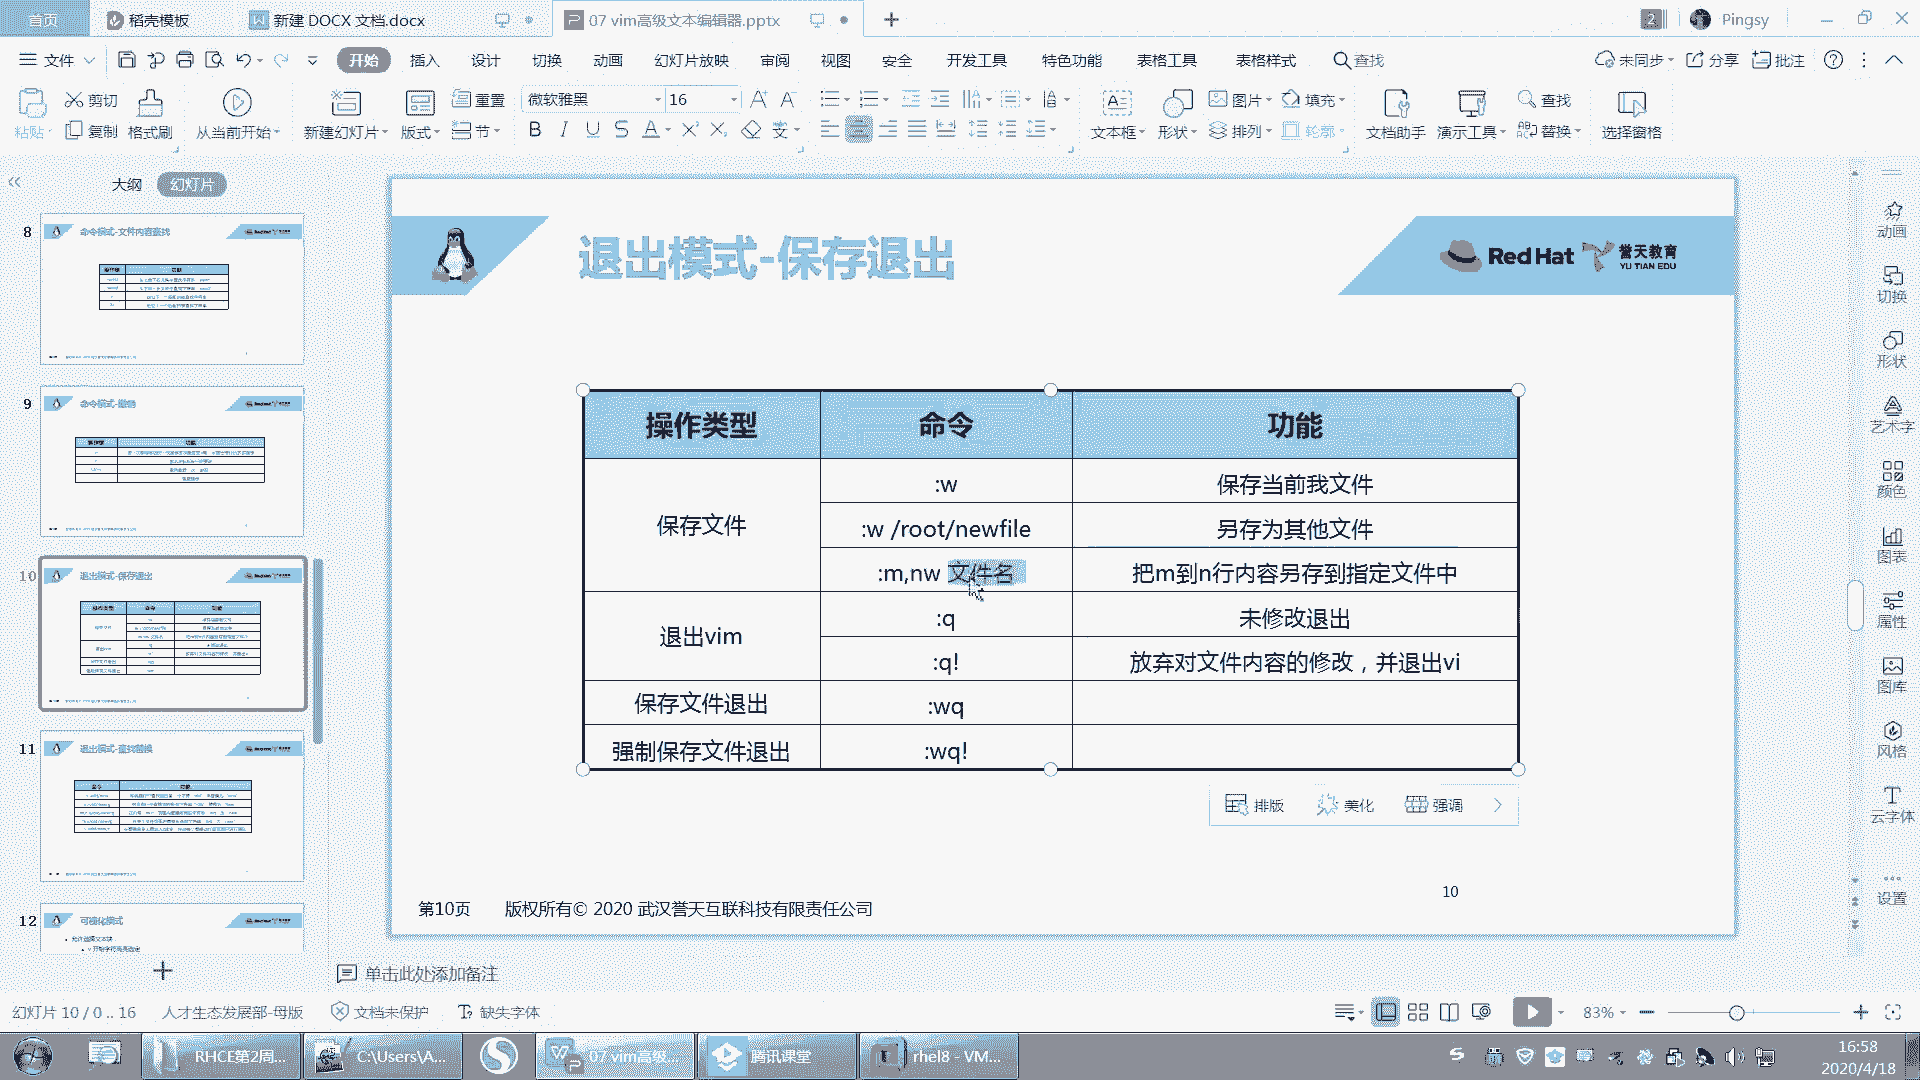 首页 稻壳模板 新建 DOCX 文档.docx 07 vim高级文本编辑器.pptx 2 Pingsy
文件 开始 插入 设计 切换 动画 幻灯片放映 审阅 视图 安全 开发工具 特色功能 表格工具 表格样式 查找 未同步 分享 批注
粘贴 剪切 复制 格式刷 从当前开始 新建幻灯片 版式 重置 节 微软雅黑 16 文本框 形状 图片 排列 填充 轮廓 文档助手 演示工具 查找 替换 选择窗格
大纲 幻灯片
8 命令模式-文件内容查找
9 命令模式-撤销
10 退出模式-保存退出
11 退出模式-查找替换
12 可视化模式
允许选择文本块
v 开始字符高亮选定
退出模式-保存退出
Red Hat 誉天教育
YU TIAN EDU
操作类型 命令 功能
保存文件 :w 保存当前我文件
:w /root/newfile 另存为其他文件
:m,nw 文件名 把m到n行内容另存到指定文件中
退出vim :q 未修改退出
:q! 放弃对文件内容的修改，并退出vi
保存文件退出 :wq
强制保存文件退出 :wq!
排版 美化 强调
10
第10页 版权所有© 2020 武汉誉天互联科技有限责任公司
动画
切换
形状
艺术字
颜色
图表
属性
图库
风格
云字体
设置
单击此处添加备注
幻灯片 10 / 0 .. 16 人才生态发展部-母版 文档未保护 缺失字体 83%
RHCE第2周... C:\Users\A... 07 vim高级... 腾讯课堂 rhel8 - VM...
16:58
2020/4/18